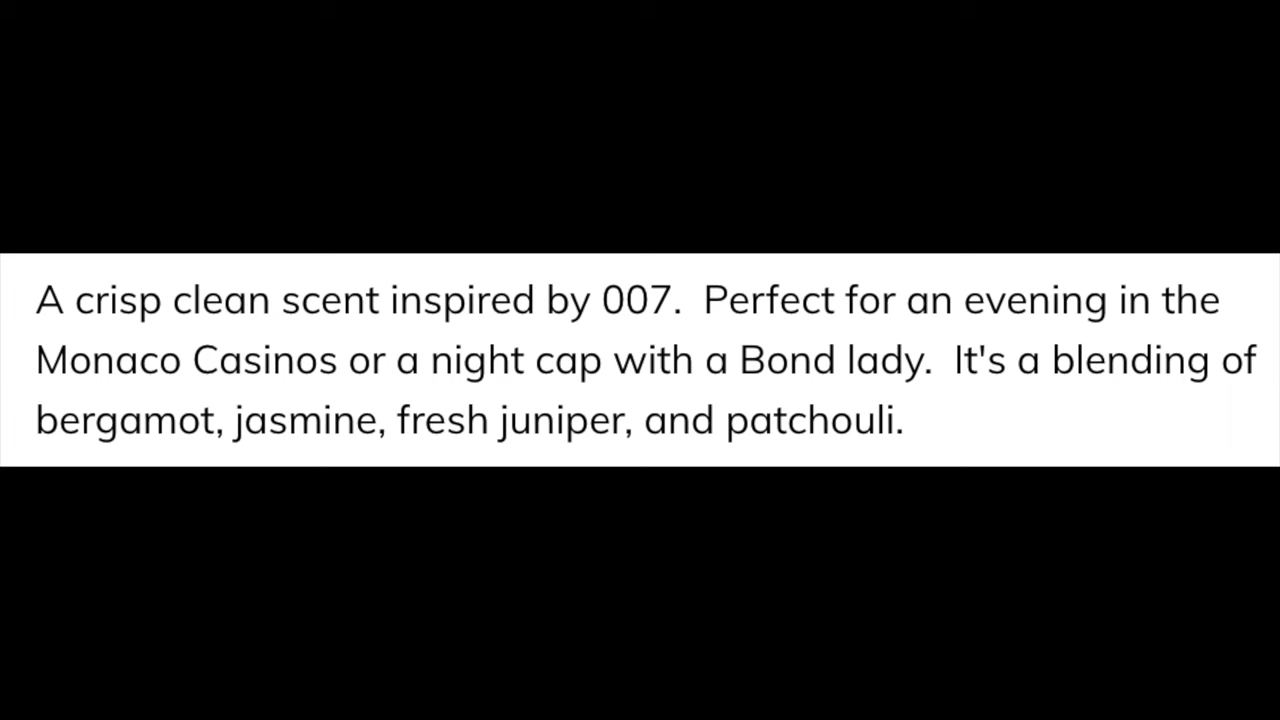 A crisp clean scent inspired by 007.  Perfect for an evening in the
Monaco Casinos or a night cap with a Bond lady.  It's a blending of
bergamot, jasmine, fresh juniper, and patchouli.